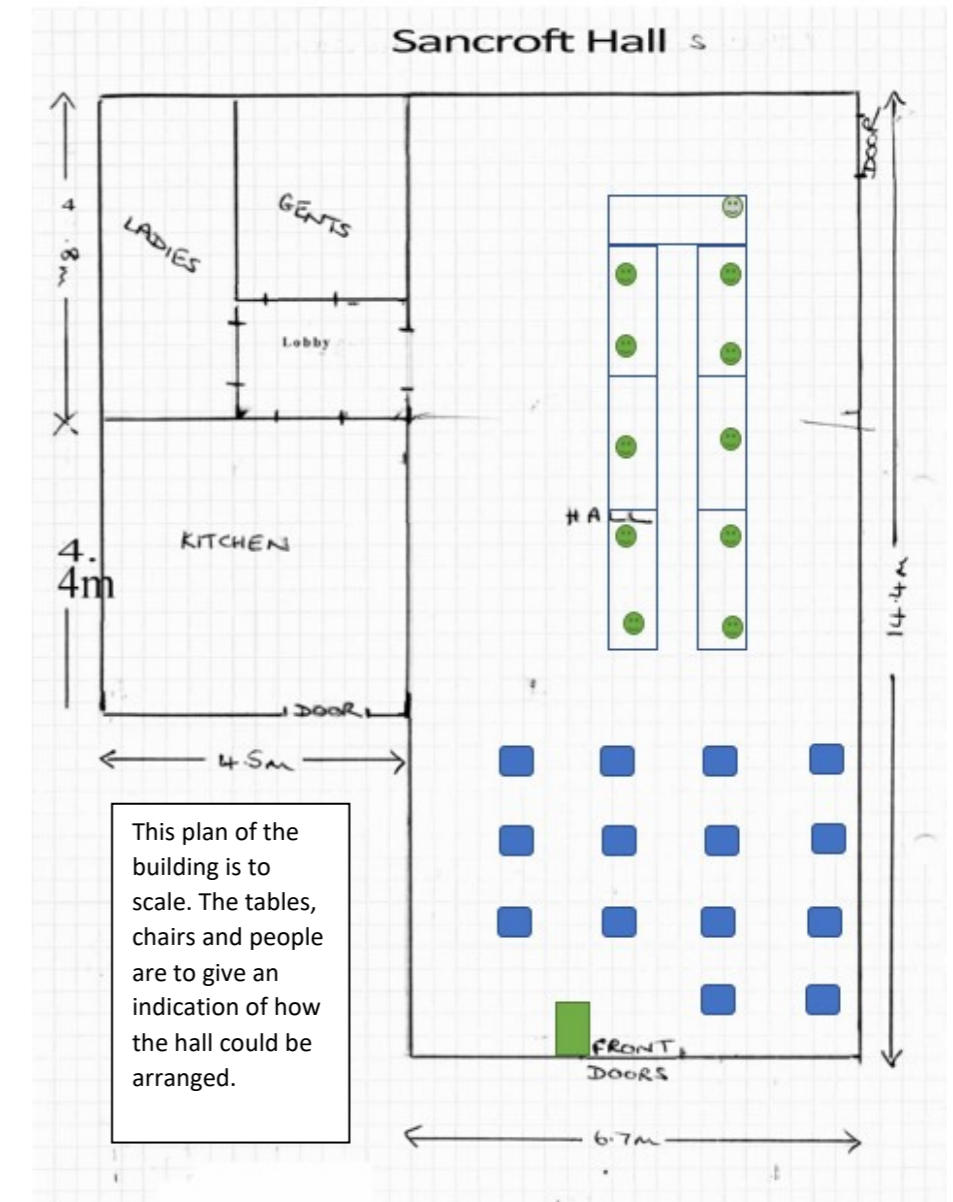 Sancroft Hall s
DOOR
4.8m
LADIES
GENTS
Lobby
HALL
KITCHEN
4.
4m
14.4m
DOOR
4.5m
This plan of the
building is to
scale. The tables,
chairs and people
are to give an
indication of how
the hall could be
arranged.
FRONT
DOORS
6.7m